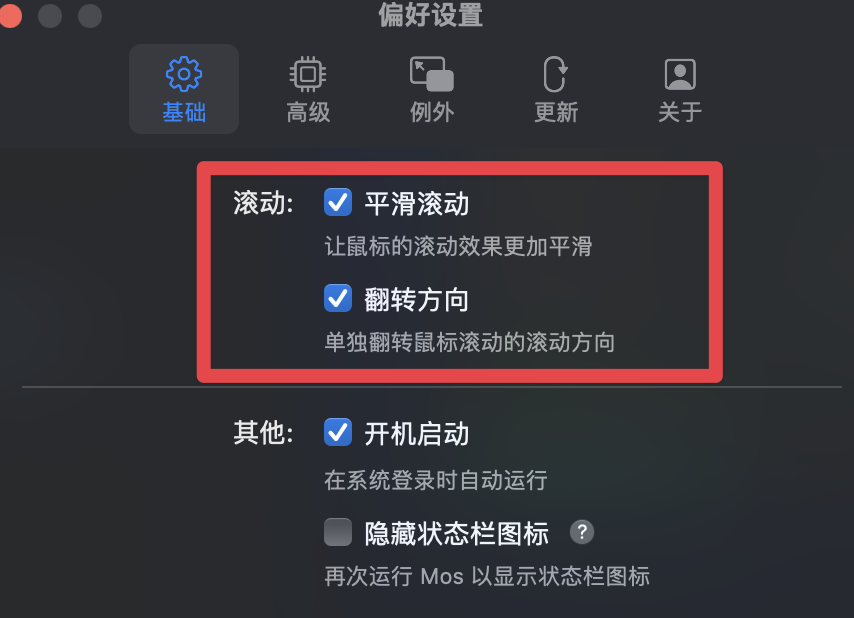 偏好设置
基础 高级 例外 更新 关于
滚动: 平滑滚动
让鼠标的滚动效果更加平滑
翻转方向
单独翻转鼠标滚动的滚动方向
其他: 开机启动
在系统登录时自动运行
隐藏状态栏图标 ?
再次运行 Mos 以显示状态栏图标